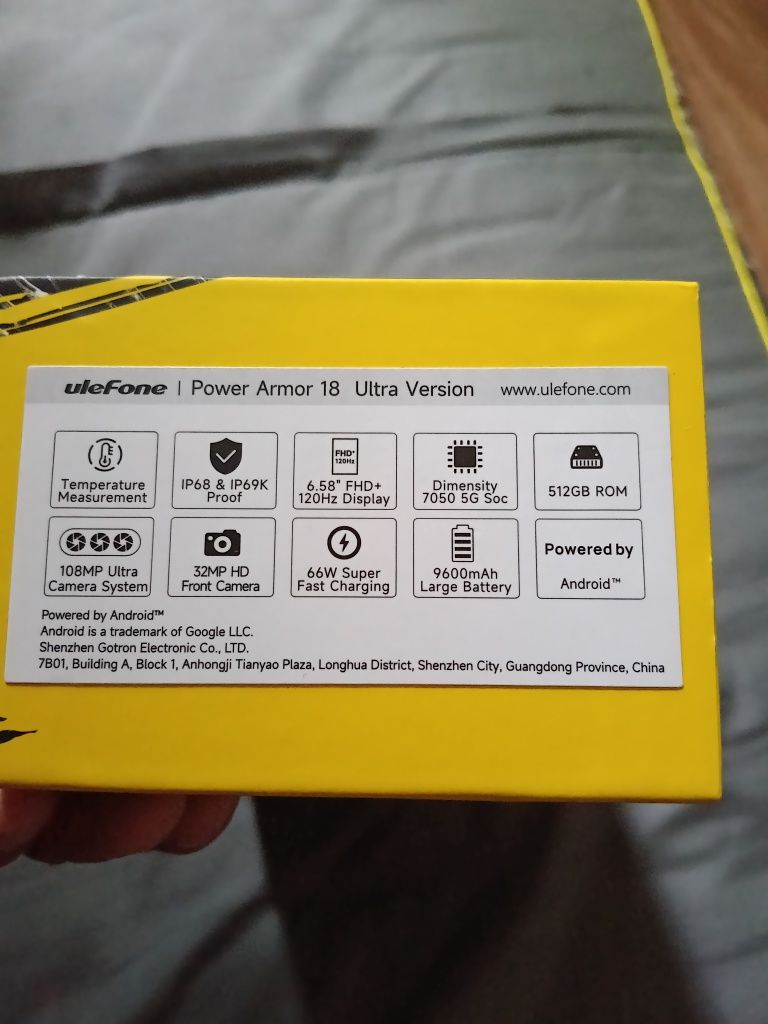 uleFone | Power Armor 18 Ultra Version www.ulefone.com
Temperature
Measurement
IP68 & IP69K
Proof
FHD+
120Hz
6.58" FHD+
120Hz Display
Dimensity
7050 5G Soc
512GB ROM
108MP Ultra
Camera System
32MP HD
Front Camera
66W Super
Fast Charging
9600mAh
Large Battery
Powered by
Android™
Powered by Android™
Android is a trademark of Google LLC.
Shenzhen Gotron Electronic Co., LTD.
7B01, Building A, Block 1, Anhongji Tianyao Plaza, Longhua District, Shenzhen City, Guangdong Province, China